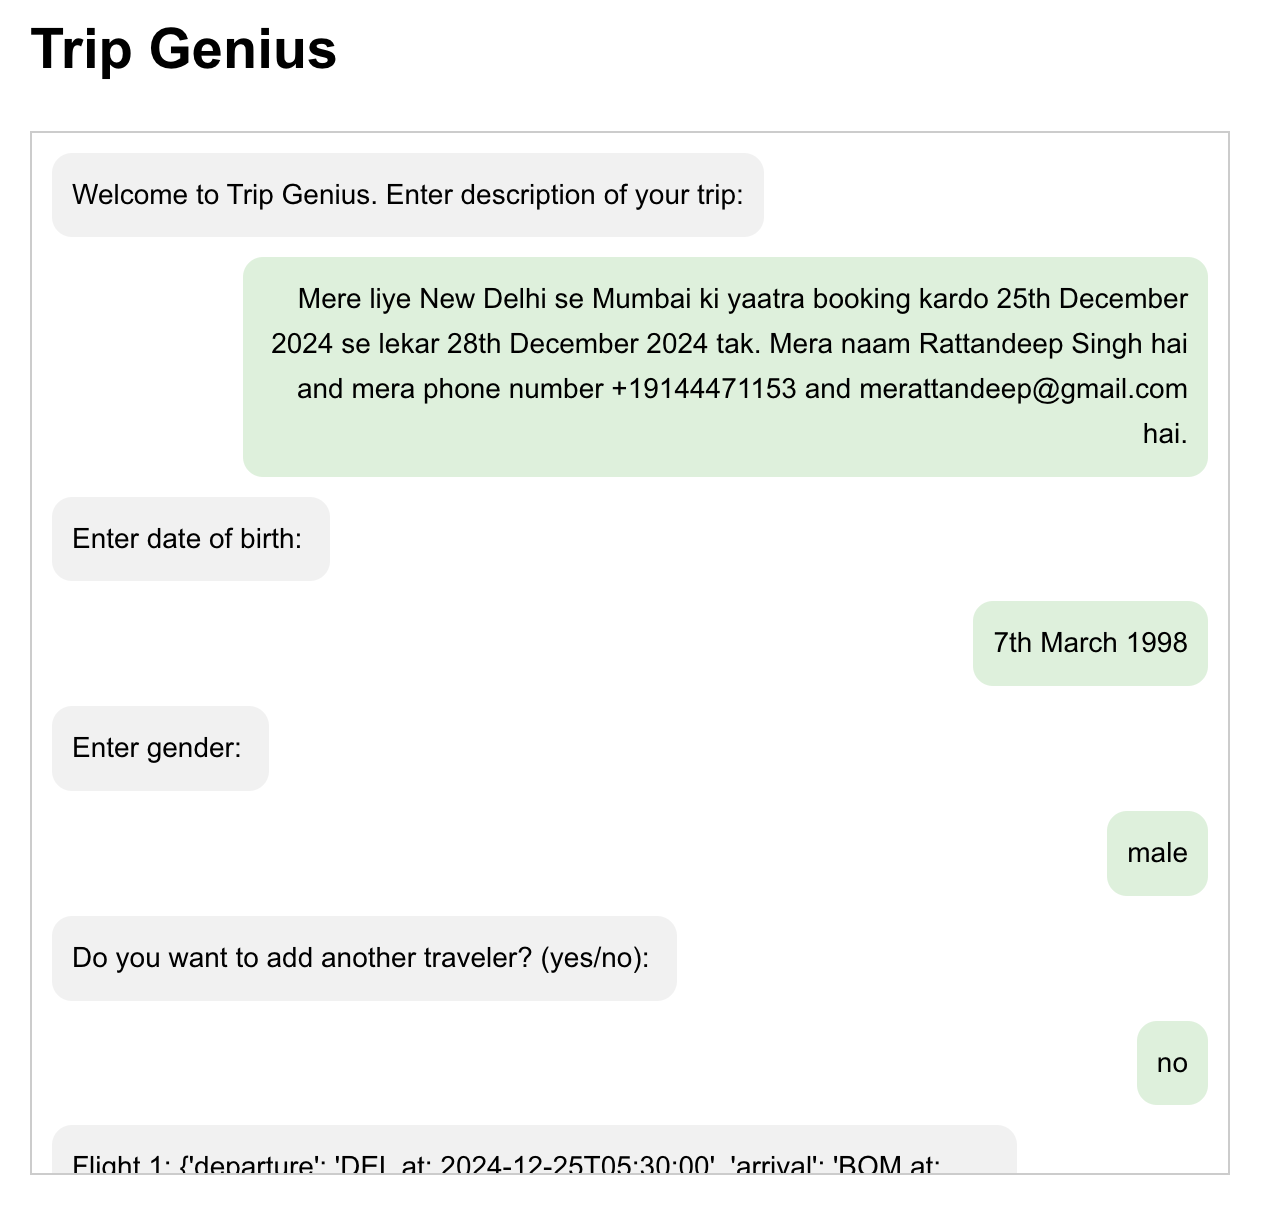 Trip Genius
Welcome to Trip Genius. Enter description of your trip:
Mere liye New Delhi se Mumbai ki yaatra booking kardo 25th December
2024 se lekar 28th December 2024 tak. Mera naam Rattandeep Singh hai
and mera phone number +19144471153 and merattandeep@gmail.com
hai.
Enter date of birth:
7th March 1998
Enter gender:
male
Do you want to add another traveler? (yes/no):
no
Flight 1: {'departure': 'DEL at: 2024-12-25T05:30:00', 'arrival': 'BOM at: